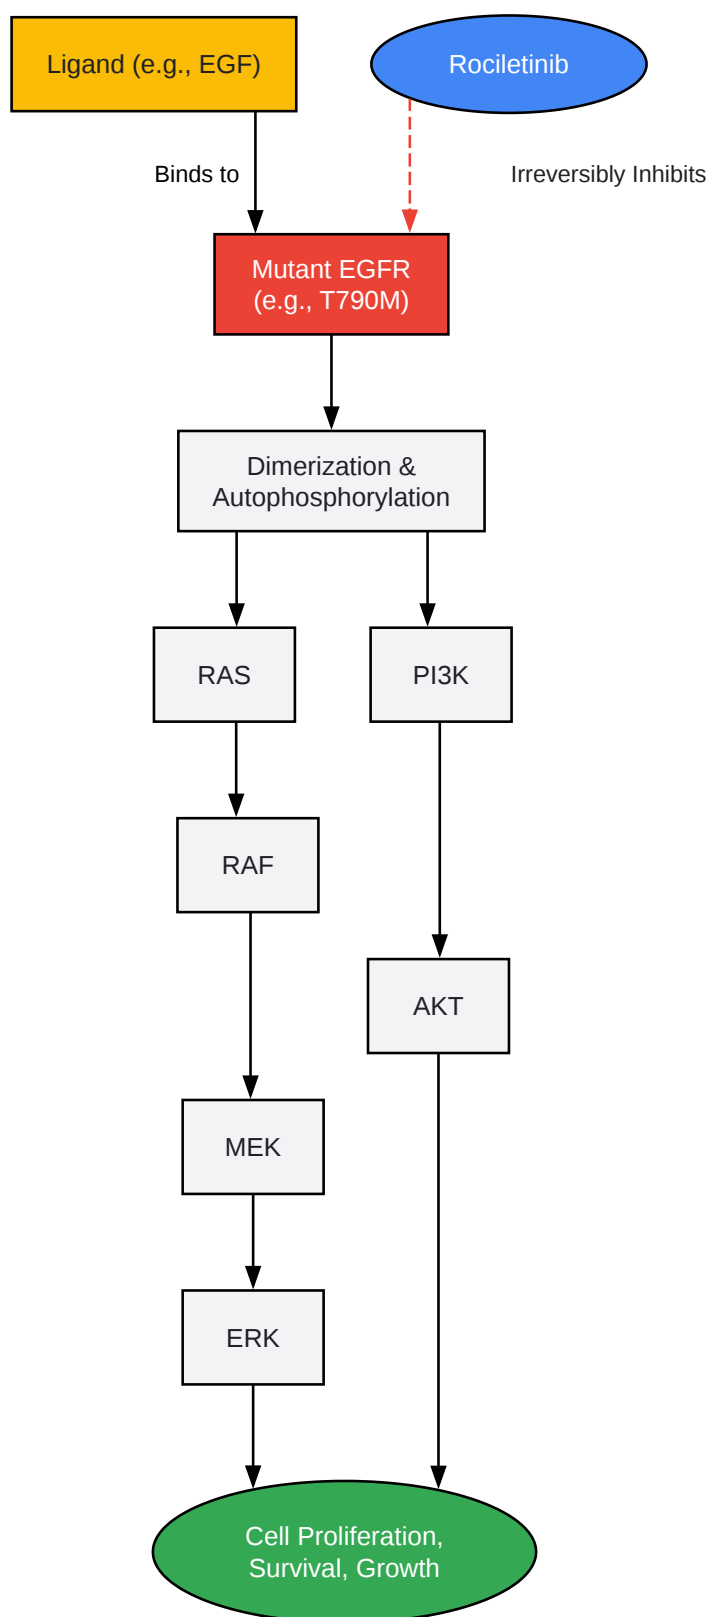 Ligand (e.g., EGF)
Rociletinib
Binds to
Irreversibly Inhibits
Mutant EGFR
(e.g., T790M)
Dimerization &
Autophosphorylation
RAS
PI3K
RAF
AKT
MEK
ERK
Cell Proliferation,
Survival, Growth